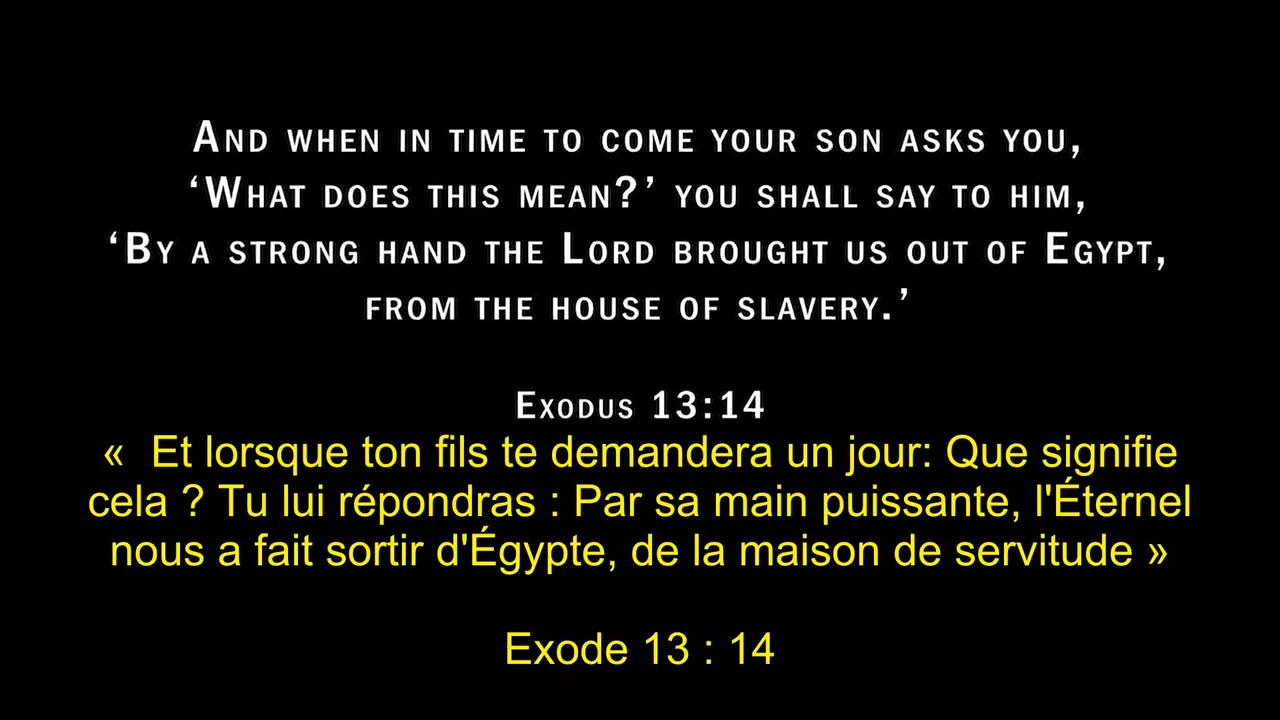 And when in time to come your son asks you,
‘What does this mean?’ you shall say to him,
‘By a strong hand the Lord brought us out of Egypt,
from the house of slavery.’
Exodus 13:14
«  Et lorsque ton fils te demandera un jour: Que signifie
cela ? Tu lui répondras : Par sa main puissante, l'Éternel
nous a fait sortir d'Égypte, de la maison de servitude »
Exode 13 : 14